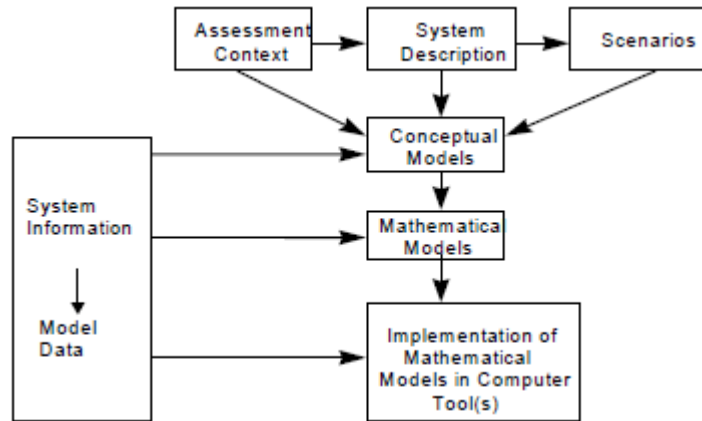 Assessment
Context
System
Description
Scenarios
Conceptual
Models
System
Information
Model
Data
Mathematical
Models
Implementation of
Mathematical
Models in Computer
Tool(s)